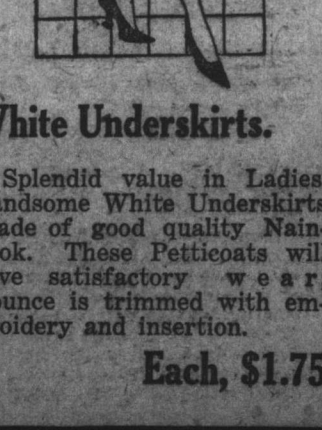 White Underskirts.
Splendid value in Ladies
andsome White Underskirts
ade of good quality Nain-
ook. These Petticoats will
ve satisfactory wear
ounce is trimmed with em-
oidery and insertion.
Each, $1.75